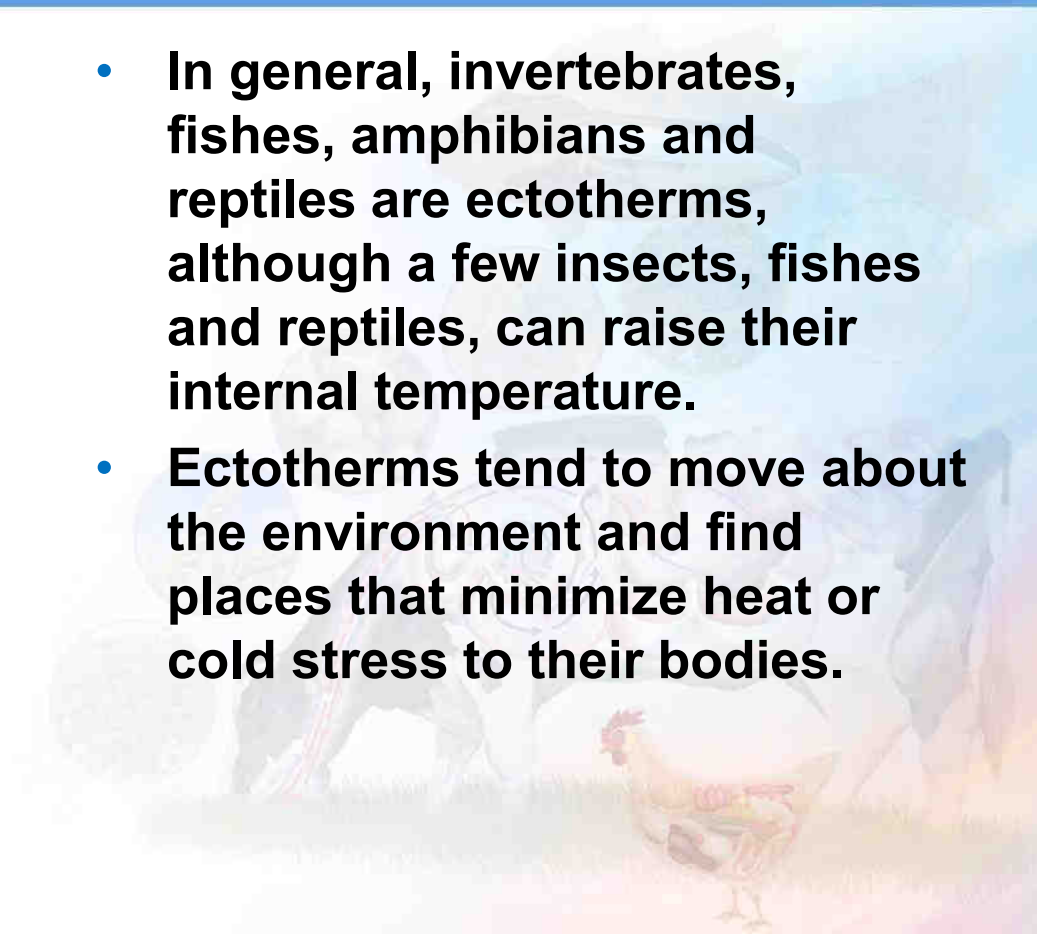 • In general, invertebrates,
fishes, amphibians and
reptiles are ectotherms,
although a few insects, fishes
and reptiles, can raise their
internal temperature.
• Ectotherms tend to move about
the environment and find
places that minimize heat or
cold stress to their bodies.